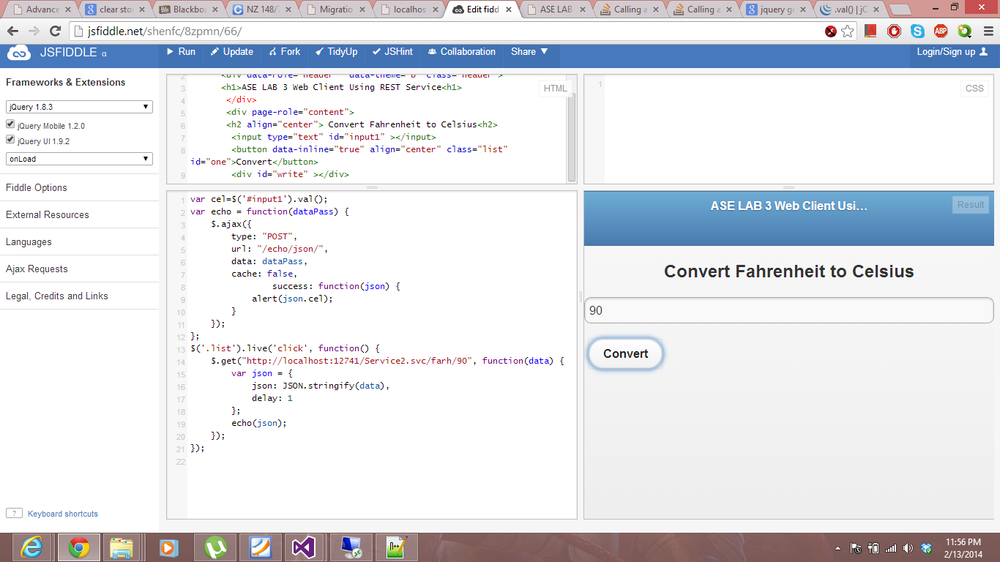 Advance
clear sto
Blackboa
NZ 148/
Migratio
localhos
Edit fidd
ASE LAB
Calling a
Calling a
jquery ge
.val() | jC
jsfiddle.net/shenfc/8zpmn/66/
JSFIDDLE α
Run
Update
Fork
TidyUp
JSHint
Collaboration
Share
Login/Sign up
Frameworks & Extensions
jQuery 1.8.3
jQuery Mobile 1.2.0
jQuery UI 1.9.2
onLoad
Fiddle Options
External Resources
Languages
Ajax Requests
Legal, Credits and Links
? Keyboard shortcuts
HTML
2 <div data-role="header" data-theme="b" class="header">
3 <h1>ASE LAB 3 Web Client Using REST Service<h1>
4 </div>
5 <div page-role="content">
6 <h2 align="center"> Convert Fahrenheit to Celsius<h2>
7 <input type="text" id="input1" ></input>
8 <button data-inline="true" align="center" class="list"
id="one">Convert</button>
9 <div id="write" ></div>
1 CSS
1 var cel=$('#input1').val();
2 var echo = function(dataPass) {
3 $.ajax({
4 type: "POST",
5 url: "/echo/json/",
6 data: dataPass,
7 cache: false,
8 success: function(json) {
9 alert(json.cel);
10 }
11 });
12 };
13 $('.list').live('click', function() {
14 $.get("http://localhost:12741/Service2.svc/farh/90", function(data) {
15 var json = {
16 json: JSON.stringify(data),
17 delay: 1
18 };
19 echo(json);
20 });
21 });
22
ASE LAB 3 Web Client Usi...
Result
Convert Fahrenheit to Celsius
90
Convert
11:56 PM
2/13/2014